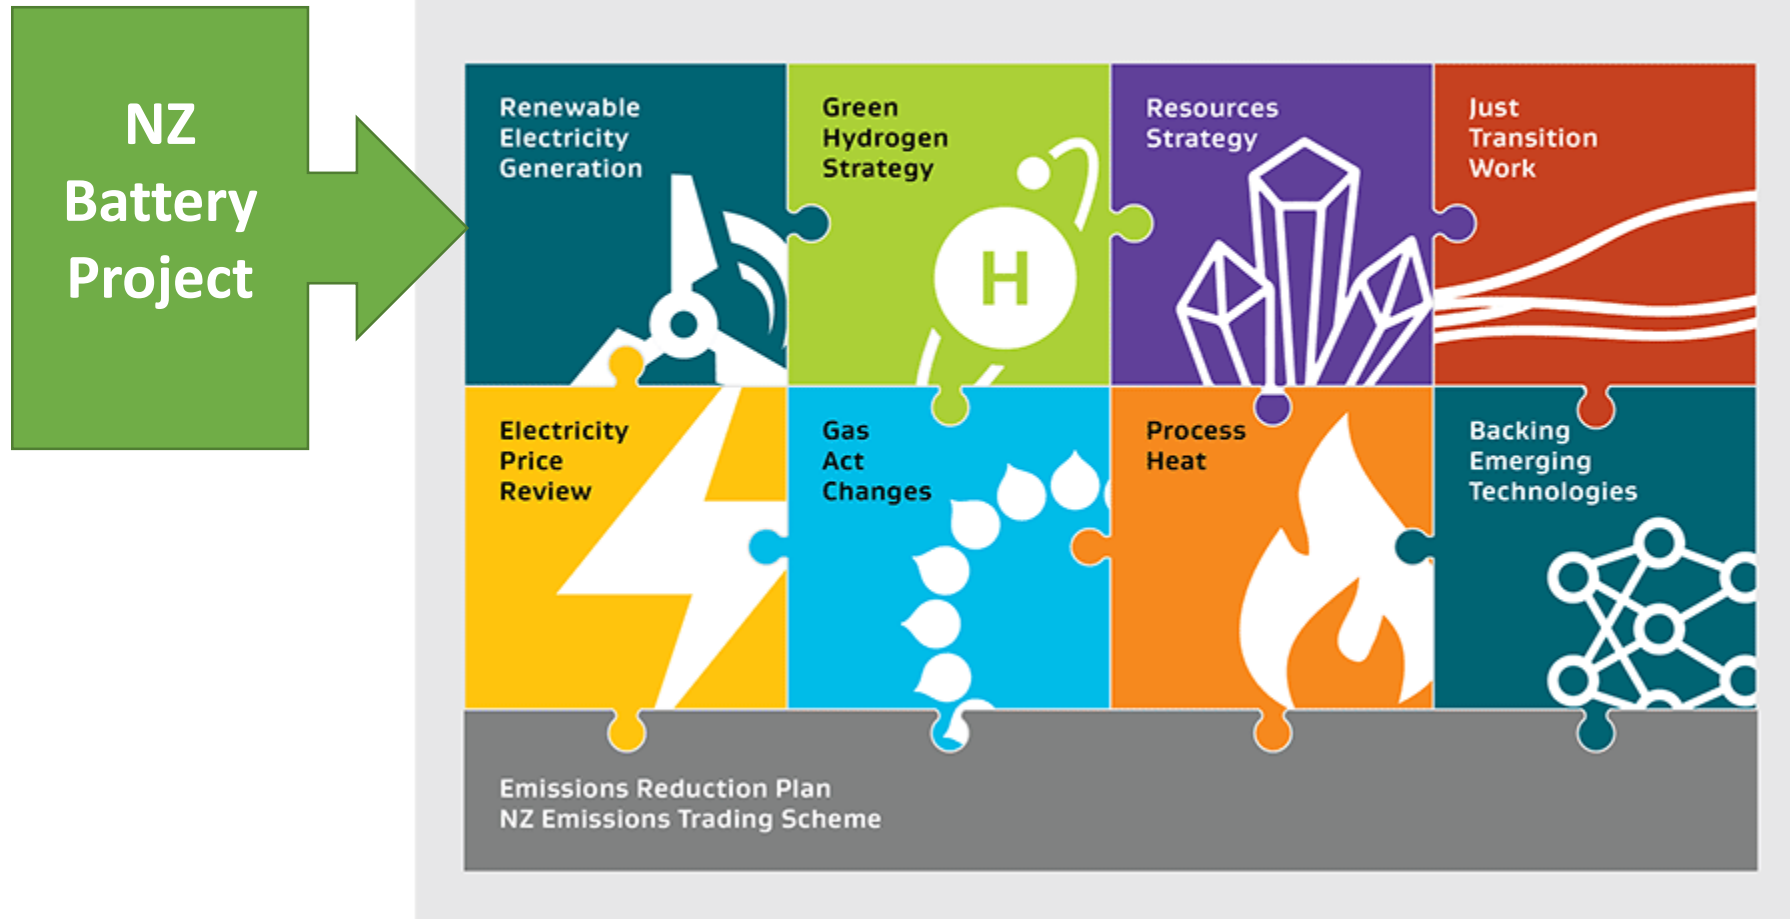 NZ
Battery
Project
Renewable
Electricity
Generation
Green
Hydrogen
Strategy
H
Resources
Strategy
Just
Transition
Work
Electricity
Price
Review
Gas
Act
Changes
Process
Heat
Backing
Emerging
Technologies
Emissions Reduction Plan
NZ Emissions Trading Scheme